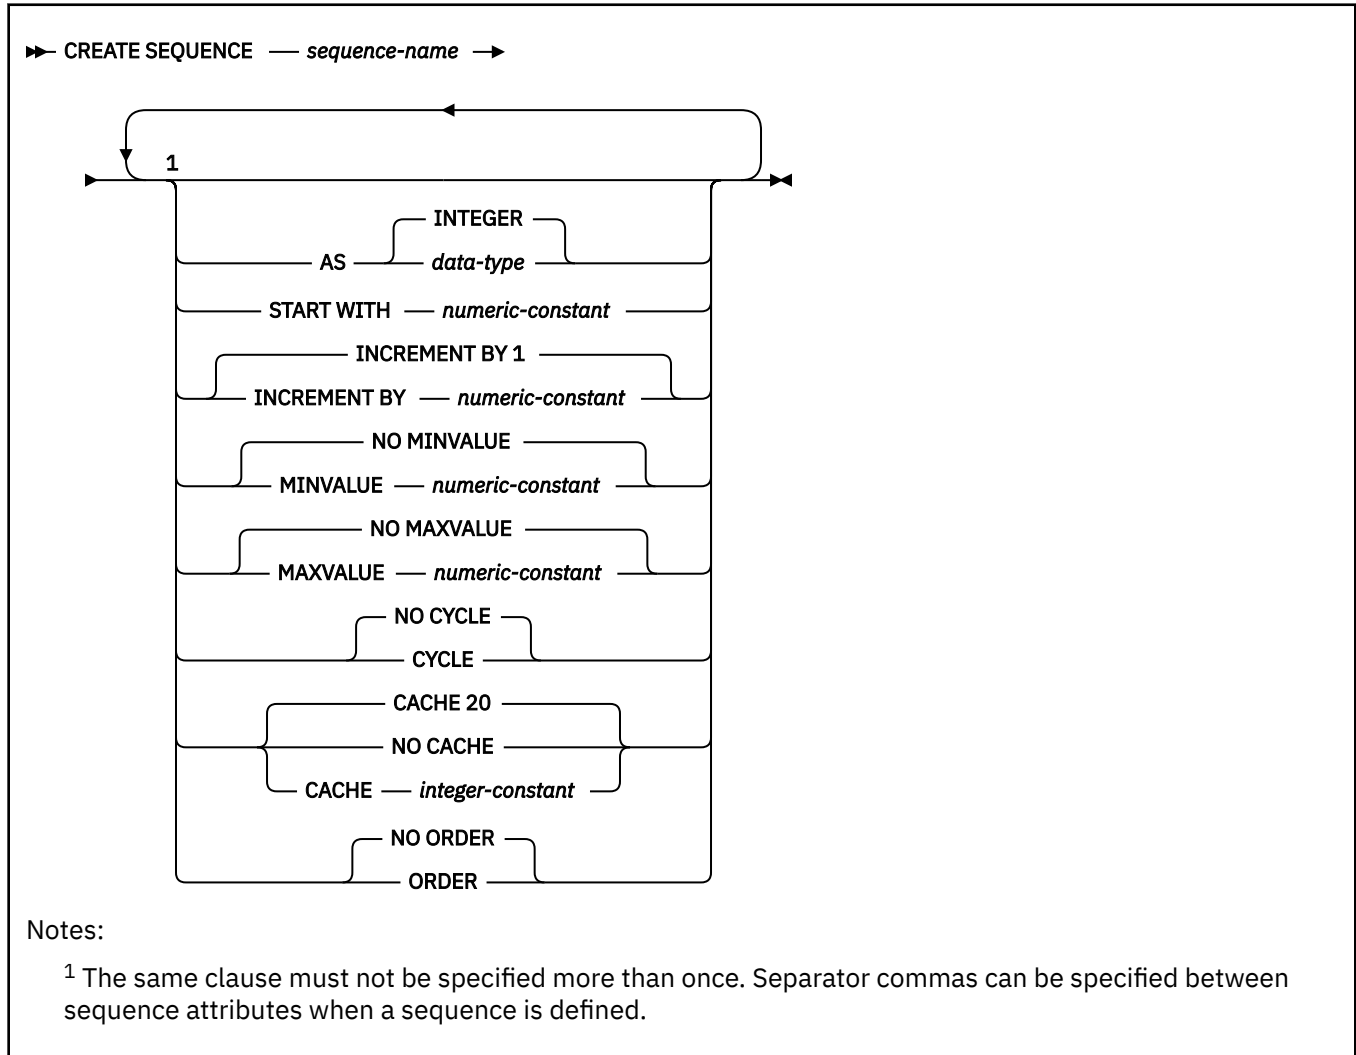 CREATE SEQUENCE sequence-name
1
INTEGER
AS data-type
START WITH numeric-constant
INCREMENT BY 1
INCREMENT BY numeric-constant
NO MINVALUE
MINVALUE numeric-constant
NO MAXVALUE
MAXVALUE numeric-constant
NO CYCLE
CYCLE
CACHE 20
NO CACHE
CACHE integer-constant
NO ORDER
ORDER
Notes:
1 The same clause must not be specified more than once. Separator commas can be specified between
sequence attributes when a sequence is defined.